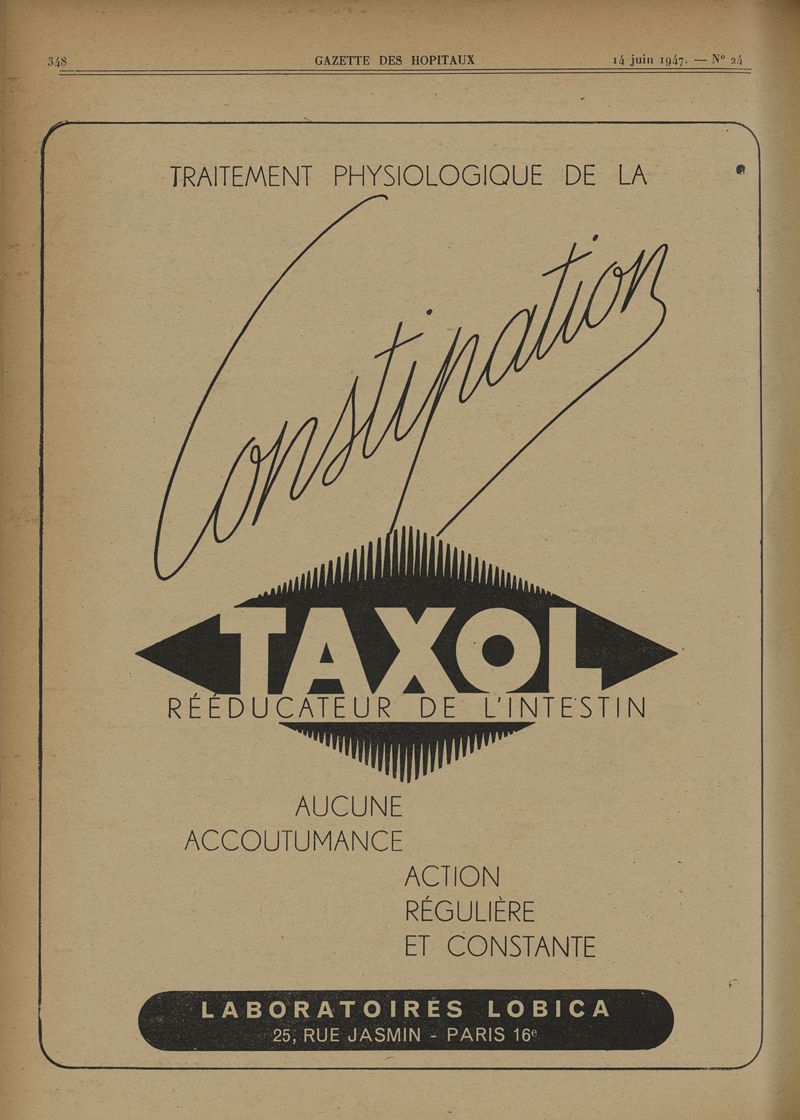 348
GAZETTE DES HOPITAUX
14 juin 1947. — N° 24
TRAITEMENT PHYSIOLOGIQUE DE LA
Constipation
TAXOL
RÉÉDUCATEUR DE L'INTESTIN
AUCUNE
ACCOUTUMANCE
ACTION
RÉGULIÈRE
ET CONSTANTE
LABORATOIRES LOBICA
25, RUE JASMIN - PARIS 16e